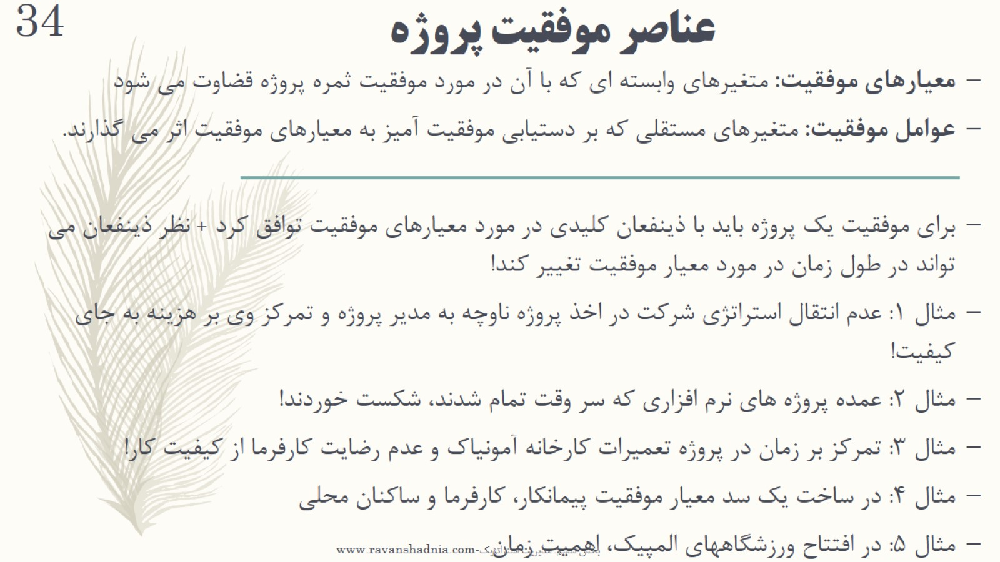 34
عناصر موفقیت پروژه
– معیارهای موفقیت: متغیرهای وابسته ای که با آن در مورد موفقیت ثمره پروژه قضاوت می شود
– عوامل موفقیت: متغیرهای مستقلی که بر دستیابی موفقیت آمیز به معیارهای موفقیت اثر می گذارند.
– برای موفقیت یک پروژه باید با ذینفعان کلیدی در مورد معیارهای موفقیت توافق کرد + نظر ذینفعان می
تواند در طول زمان در مورد معیار موفقیت تغییر کند!
– مثال ۱: عدم انتقال استراتژی شرکت در اخذ پروژه ناوچه به مدیر پروژه و تمرکز وی بر هزینه به جای
کیفیت!
– مثال ۲: عمده پروژه های نرم افزاری که سر وقت تمام شدند، شکست خوردند!
– مثال ۳: تمرکز بر زمان در پروژه تعمیرات کارخانه آمونیاک و عدم رضایت کارفرما از کیفیت کار!
– مثال ۴: در ساخت یک سد معیار موفقیت پیمانکار، کارفرما و ساکنان محلی
– مثال ۵: در افتتاح ورزشگاههای المپیک، اهمیت زمان
مدیریت استراتژیک-www.ravanshadnia.com